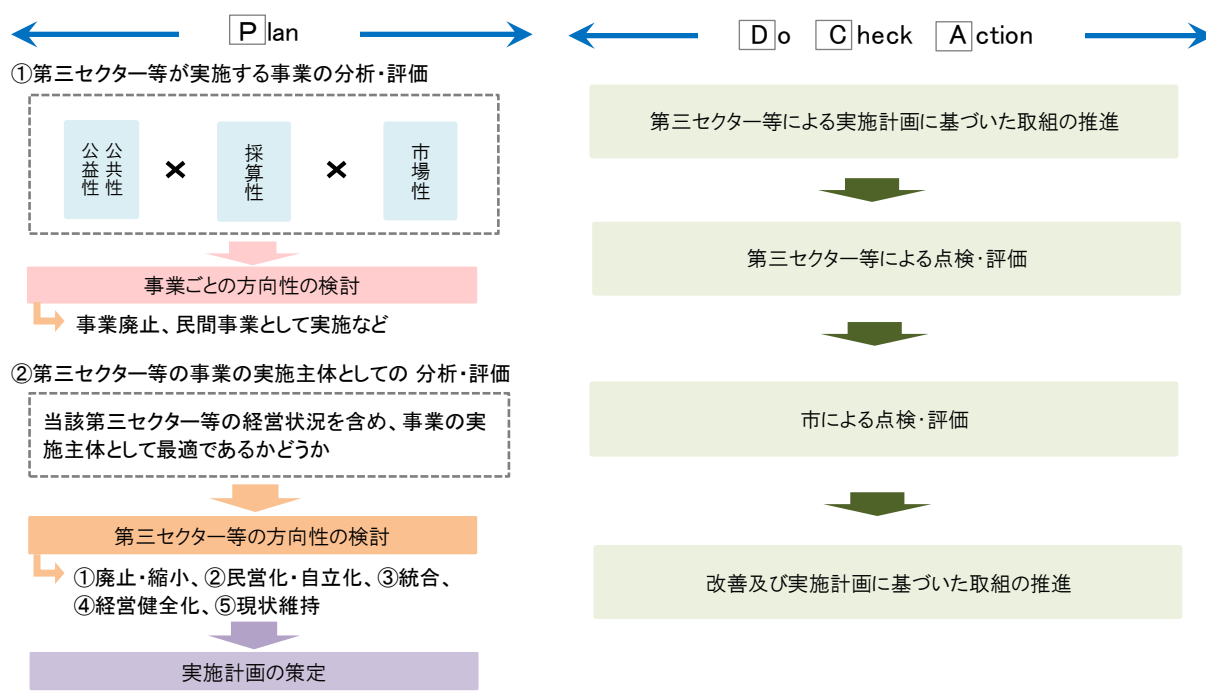 Plan
①第三セクター等が実施する事業の分析・評価
公共性
公益性
×
採算性
×
市場性
事業ごとの方向性の検討
事業廃止、民間事業として実施など
②第三セクター等の事業の実施主体としての 分析・評価
当該第三セクター等の経営状況を含め、事業の実
施主体として最適であるかどうか
第三セクター等の方向性の検討
①廃止・縮小、②民営化・自立化、③統合、
④経営健全化、⑤現状維持
実施計画の策定
Do Check Action
第三セクター等による実施計画に基づいた取組の推進
第三セクター等による点検・評価
市による点検・評価
改善及び実施計画に基づいた取組の推進